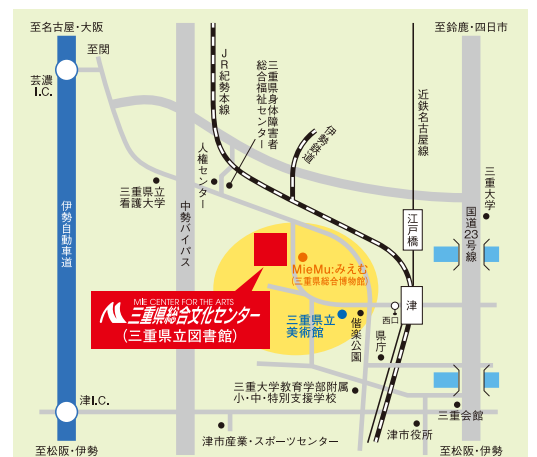 至名古屋・大阪
至鈴鹿・四日市
至関
芸濃
I.C.
JR紀勢本線
三重県身体障害者
総合福祉センター
伊勢鉄道
近鉄名古屋線
人権センター
三重県立
看護大学
三重大学
伊勢自動車道
中勢バイパス
江戸橋
国道23号線
MieMu:みえむ
(三重県総合博物館)
MIE CENTER FOR THE ARTS
三重県総合文化センター
(三重県立図書館)
三重県立
美術館
偕楽公園
西口
津
県庁
三重大学教育学部附属
小・中・特別支援学校
津I.C.
三重会館
津市産業・スポーツセンター
津市役所
至松阪・伊勢
至松阪・伊勢